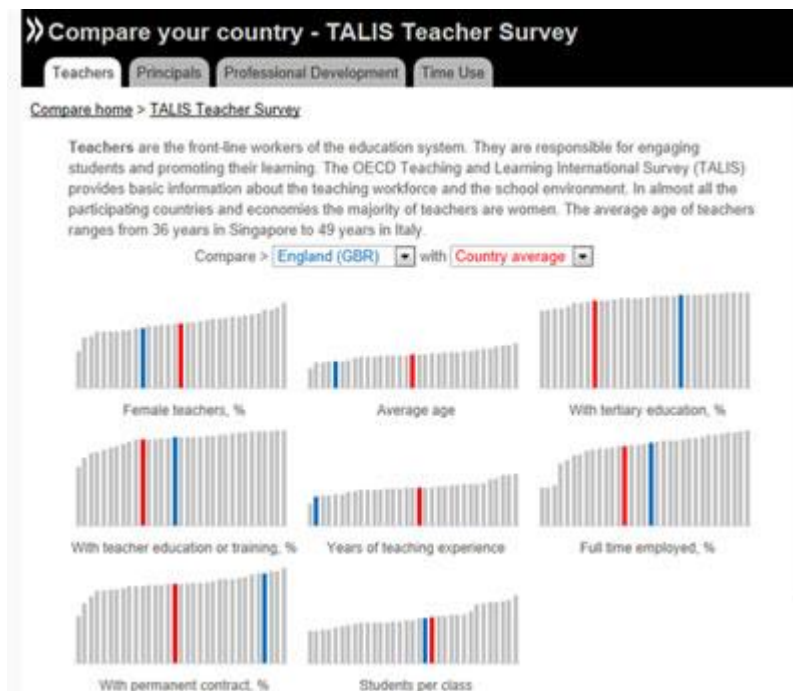 Compare your country - TALIS Teacher Survey
Teachers Principals Professional Development Time Use
Compare home > TALIS Teacher Survey
Teachers are the front-line workers of the education system. They are responsible for engaging
students and promoting their learning. The OECD Teaching and Learning International Survey (TALIS)
provides basic information about the teaching workforce and the school environment. In almost all the
participating countries and economies the majority of teachers are women. The average age of teachers
ranges from 36 years in Singapore to 49 years in Italy.
Compare > England (GBR) with Country average
Female teachers, % Average age With tertiary education, %
With teacher education or training, % Years of teaching experience Full time employed, %
With permanent contract, % Students per class